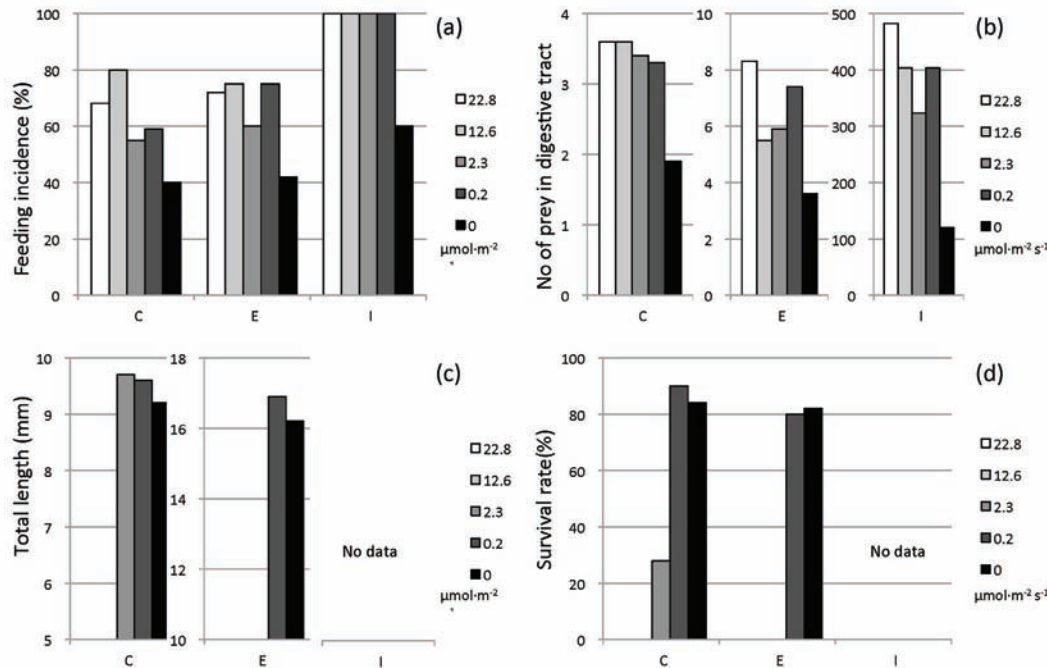 (a)
Feeding incidence (%)
100
80
60
40
20
0
C
E
I
22.8
12.6
2.3
0.2
0
μmol·m-2
(b)
No of prey in digestive tract
4
3
2
1
0
10
8
6
4
2
0
500
400
300
200
100
0
C
E
I
22.8
12.6
2.3
0.2
0
μmol·m-2 s-1
(c)
Total length (mm)
10
9
8
7
6
5
18
16
14
12
10
No data
C
E
I
22.8
12.6
2.3
0.2
0
μmol·m-2
(d)
Survival rate(%)
100
80
60
40
20
0
No data
C
E
I
22.8
12.6
2.3
0.2
0
μmol·m-2 s-1